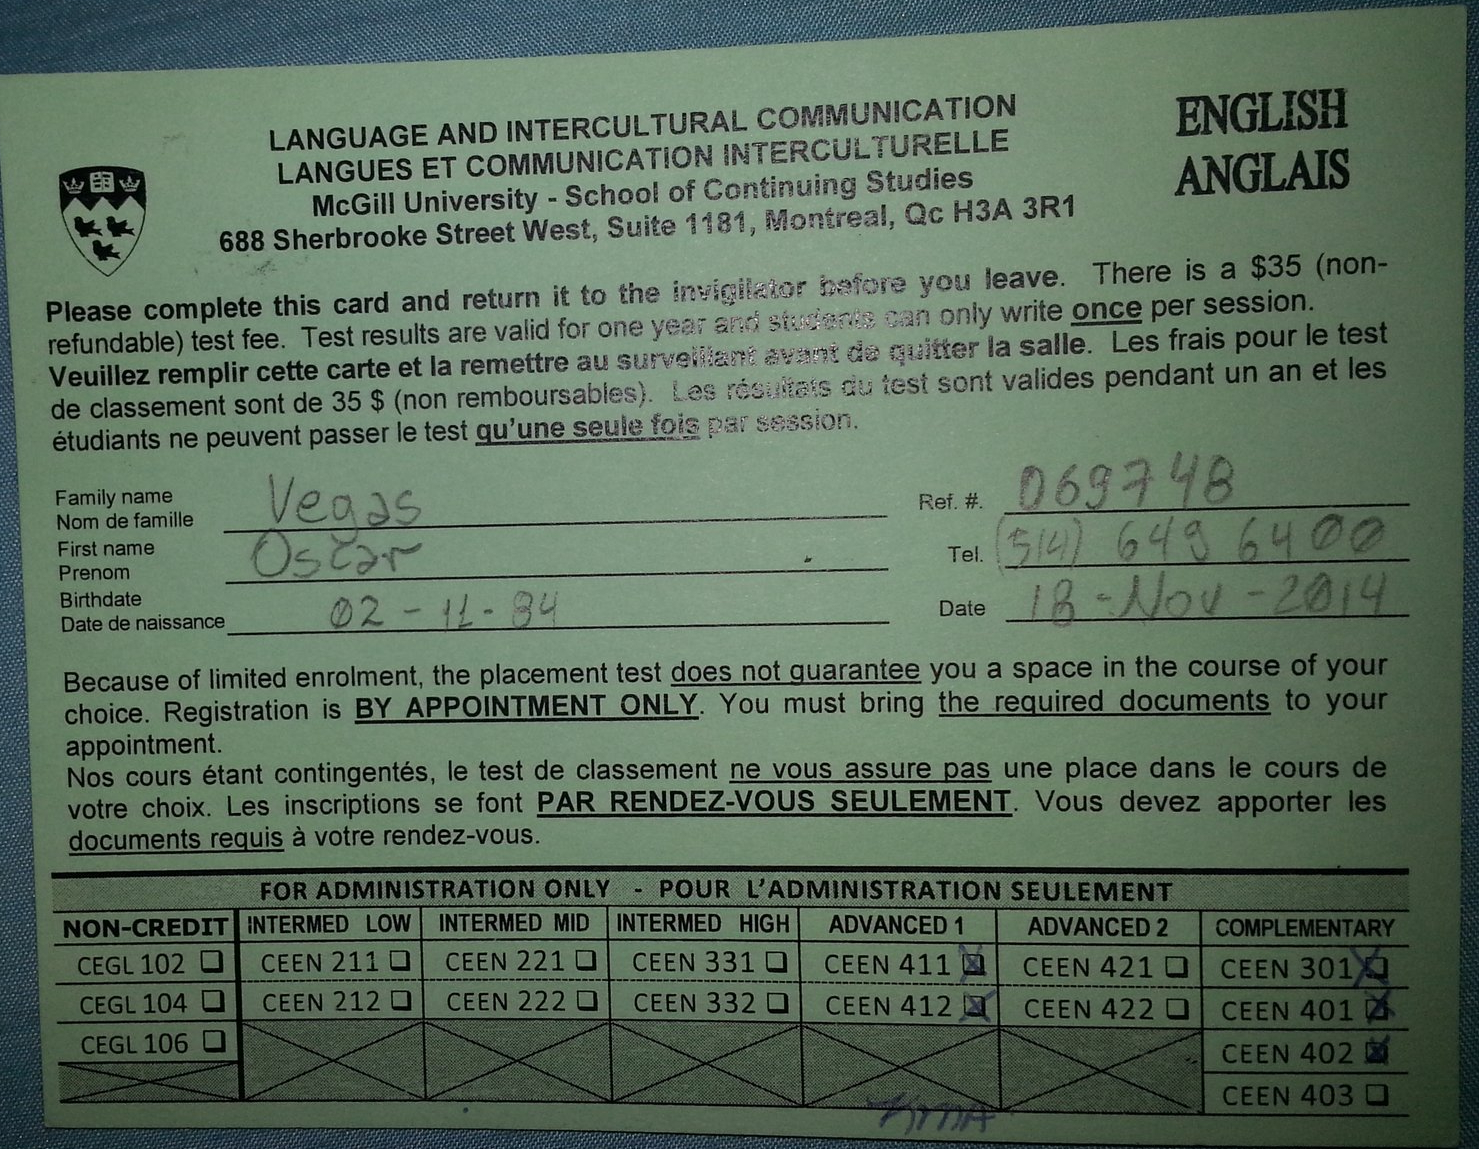 LANGUAGE AND INTERCULTURAL COMMUNICATION
LANGUES ET COMMUNICATION INTERCULTURELLE
McGill University - School of Continuing Studies
688 Sherbrooke Street West, Suite 1181, Montreal, Qc H3A 3R1
ENGLISH
ANGLAIS
Please complete this card and return it to the invigilator before you leave. There is a $35 (non-
refundable) test fee. Test results are valid for one year and students can only write once per session.
Veuillez remplir cette carte et la remettre au surveillant avant de quitter la salle. Les frais pour le test
de classement sont de 35 $ (non remboursables). Les résultats du test sont valides pendant un an et les
étudiants ne peuvent passer le test qu'une seule fois par session.
Family name
Nom de famille Vegas
Ref. #. 069748
First name
Prenom Oscar
Tel. (514) 649 6400
Birthdate
Date de naissance 02-11-84
Date 18-Nov-2014
Because of limited enrolment, the placement test does not guarantee you a space in the course of your
choice. Registration is BY APPOINTMENT ONLY. You must bring the required documents to your
appointment.
Nos cours étant contingentés, le test de classement ne vous assure pas une place dans le cours de
votre choix. Les inscriptions se font PAR RENDEZ-VOUS SEULEMENT. Vous devez apporter les
documents requis à votre rendez-vous.
FOR ADMINISTRATION ONLY - POUR L'ADMINISTRATION SEULEMENT
NON-CREDIT INTERMED LOW INTERMED MID INTERMED HIGH ADVANCED 1 ADVANCED 2 COMPLEMENTARY
CEGL 102 CEEN 211 CEEN 221 CEEN 331 CEEN 411 CEEN 421 CEEN 301
CEGL 104 CEEN 212 CEEN 222 CEEN 332 CEEN 412 CEEN 422 CEEN 401
CEGL 106 CEEN 402
CEEN 403